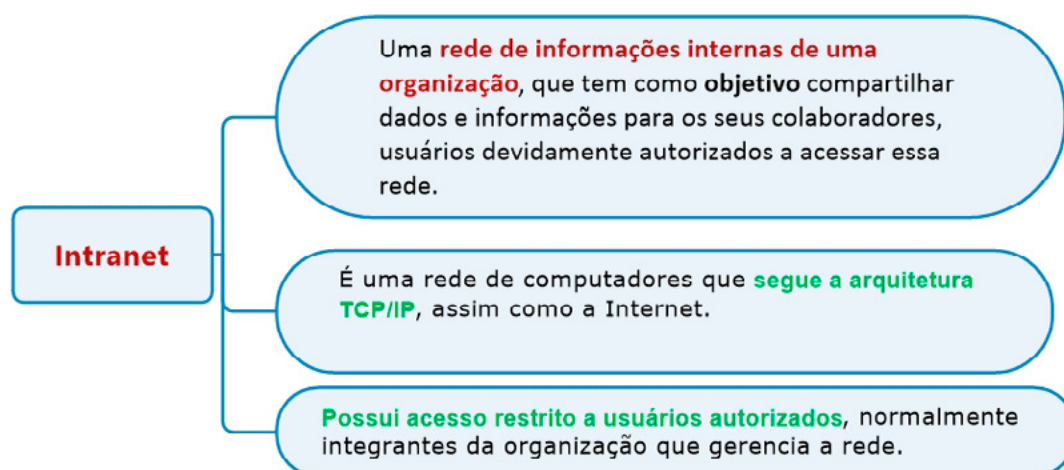 Uma rede de informações internas de uma
organização, que tem como objetivo compartilhar
dados e informações para os seus colaboradores,
usuários devidamente autorizados a acessar essa
rede.
Intranet
É uma rede de computadores que segue a arquitetura
TCP/IP, assim como a Internet.
Possui acesso restrito a usuários autorizados, normalmente
integrantes da organização que gerencia a rede.